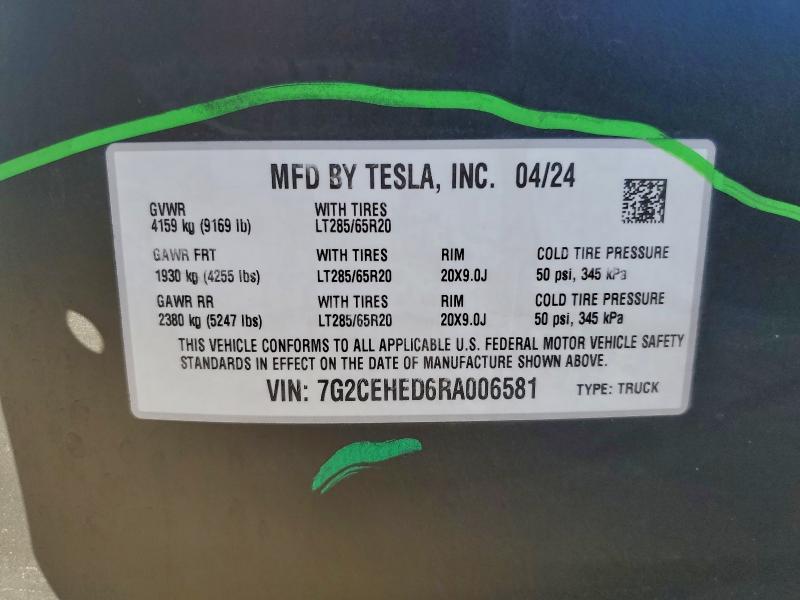 MFD BY TESLA, INC. 04/24
GVWR WITH TIRES
4159 kg (9169 lb) LT285/65R20
GAWR FRT WITH TIRES RIM COLD TIRE PRESSURE
1930 kg (4255 lbs) LT285/65R20 20X9.0J 50 psi, 345 kPa
GAWR RR WITH TIRES RIM COLD TIRE PRESSURE
2380 kg (5247 lbs) LT285/65R20 20X9.0J 50 psi, 345 kPa
THIS VEHICLE CONFORMS TO ALL APPLICABLE U.S. FEDERAL MOTOR VEHICLE SAFETY
STANDARDS IN EFFECT ON THE DATE OF MANUFACTURE SHOWN ABOVE.
VIN: 7G2CEHED6RA006581 TYPE: TRUCK